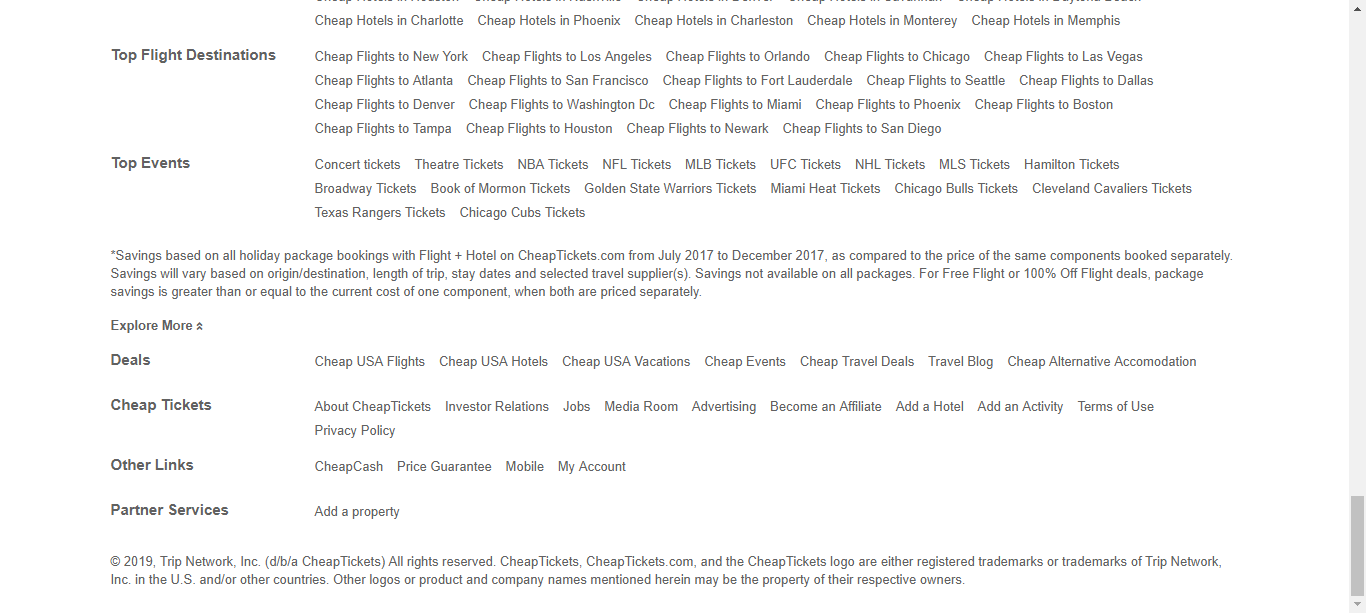 Cheap Hotels in Charlotte Cheap Hotels in Phoenix Cheap Hotels in Charleston Cheap Hotels in Monterey Cheap Hotels in Memphis
Top Flight Destinations Cheap Flights to New York Cheap Flights to Los Angeles Cheap Flights to Orlando Cheap Flights to Chicago Cheap Flights to Las Vegas
Cheap Flights to Atlanta Cheap Flights to San Francisco Cheap Flights to Fort Lauderdale Cheap Flights to Seattle Cheap Flights to Dallas
Cheap Flights to Denver Cheap Flights to Washington Dc Cheap Flights to Miami Cheap Flights to Phoenix Cheap Flights to Boston
Cheap Flights to Tampa Cheap Flights to Houston Cheap Flights to Newark Cheap Flights to San Diego
Top Events Concert tickets Theatre Tickets NBA Tickets NFL Tickets MLB Tickets UFC Tickets NHL Tickets MLS Tickets Hamilton Tickets
Broadway Tickets Book of Mormon Tickets Golden State Warriors Tickets Miami Heat Tickets Chicago Bulls Tickets Cleveland Cavaliers Tickets
Texas Rangers Tickets Chicago Cubs Tickets
*Savings based on all holiday package bookings with Flight + Hotel on CheapTickets.com from July 2017 to December 2017, as compared to the price of the same components booked separately.
Savings will vary based on origin/destination, length of trip, stay dates and selected travel supplier(s). Savings not available on all packages. For Free Flight or 100% Off Flight deals, package
savings is greater than or equal to the current cost of one component, when both are priced separately.
Explore More
Deals Cheap USA Flights Cheap USA Hotels Cheap USA Vacations Cheap Events Cheap Travel Deals Travel Blog Cheap Alternative Accomodation
Cheap Tickets About CheapTickets Investor Relations Jobs Media Room Advertising Become an Affiliate Add a Hotel Add an Activity Terms of Use
Privacy Policy
Other Links CheapCash Price Guarantee Mobile My Account
Partner Services Add a property
© 2019, Trip Network, Inc. (d/b/a CheapTickets) All rights reserved. CheapTickets, CheapTickets.com, and the CheapTickets logo are either registered trademarks or trademarks of Trip Network,
Inc. in the U.S. and/or other countries. Other logos or product and company names mentioned herein may be the property of their respective owners.